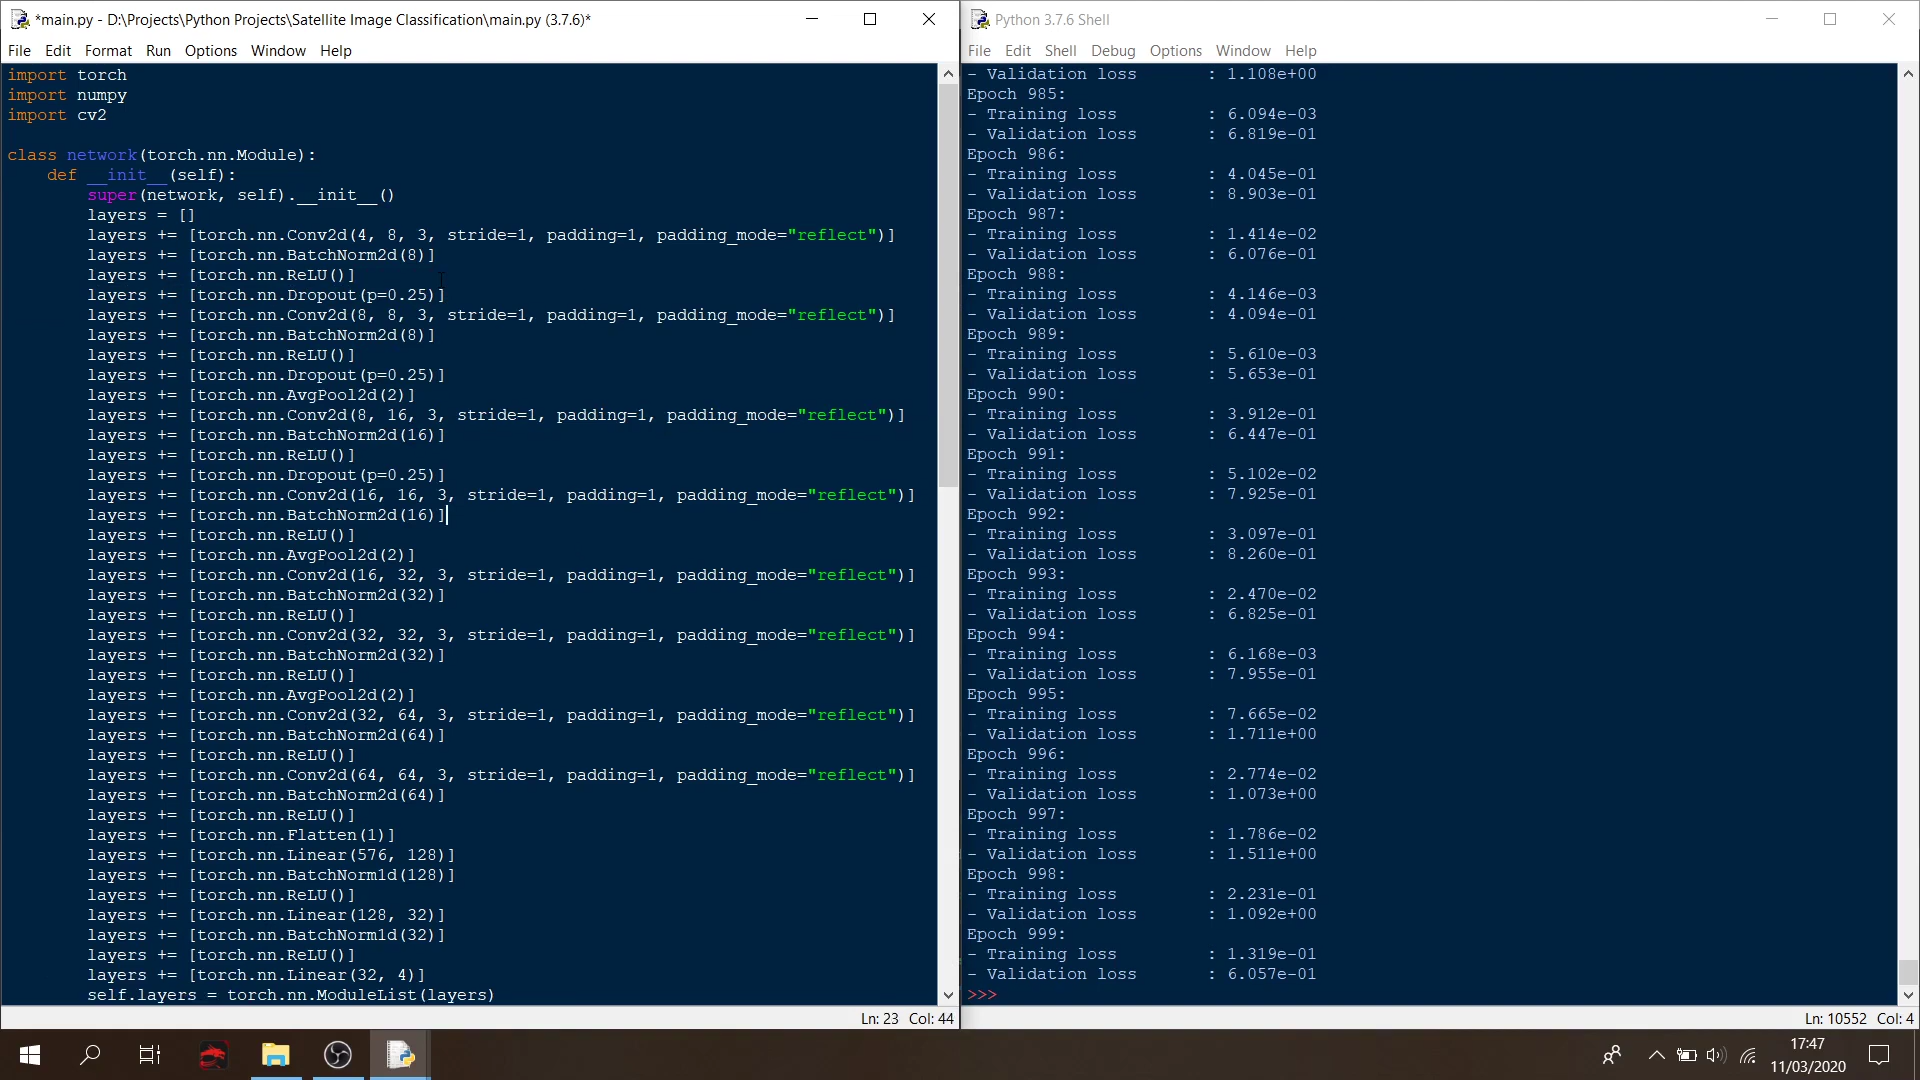 *main.py - D:\Projects\Python Projects\Satellite Image Classification\main.py (3.7.6)*
File Edit Format Run Options Window Help
import torch
import numpy
import cv2
class network(torch.nn.Module):
def __init__(self):
super(network, self).__init__()
layers = []
layers += [torch.nn.Conv2d(4, 8, 3, stride=1, padding=1, padding_mode="reflect")]
layers += [torch.nn.BatchNorm2d(8)]
layers += [torch.nn.ReLU()]
layers += [torch.nn.Dropout(p=0.25)]
layers += [torch.nn.Conv2d(8, 8, 3, stride=1, padding=1, padding_mode="reflect")]
layers += [torch.nn.BatchNorm2d(8)]
layers += [torch.nn.ReLU()]
layers += [torch.nn.Dropout(p=0.25)]
layers += [torch.nn.AvgPool2d(2)]
layers += [torch.nn.Conv2d(8, 16, 3, stride=1, padding=1, padding_mode="reflect")]
layers += [torch.nn.BatchNorm2d(16)]
layers += [torch.nn.ReLU()]
layers += [torch.nn.Dropout(p=0.25)]
layers += [torch.nn.Conv2d(16, 16, 3, stride=1, padding=1, padding_mode="reflect")]
layers += [torch.nn.BatchNorm2d(16)]
layers += [torch.nn.ReLU()]
layers += [torch.nn.AvgPool2d(2)]
layers += [torch.nn.Conv2d(16, 32, 3, stride=1, padding=1, padding_mode="reflect")]
layers += [torch.nn.BatchNorm2d(32)]
layers += [torch.nn.ReLU()]
layers += [torch.nn.Conv2d(32, 32, 3, stride=1, padding=1, padding_mode="reflect")]
layers += [torch.nn.BatchNorm2d(32)]
layers += [torch.nn.ReLU()]
layers += [torch.nn.AvgPool2d(2)]
layers += [torch.nn.Conv2d(32, 64, 3, stride=1, padding=1, padding_mode="reflect")]
layers += [torch.nn.BatchNorm2d(64)]
layers += [torch.nn.ReLU()]
layers += [torch.nn.Conv2d(64, 64, 3, stride=1, padding=1, padding_mode="reflect")]
layers += [torch.nn.BatchNorm2d(64)]
layers += [torch.nn.ReLU()]
layers += [torch.nn.Flatten(1)]
layers += [torch.nn.Linear(576, 128)]
layers += [torch.nn.BatchNorm1d(128)]
layers += [torch.nn.ReLU()]
layers += [torch.nn.Linear(128, 32)]
layers += [torch.nn.BatchNorm1d(32)]
layers += [torch.nn.ReLU()]
layers += [torch.nn.Linear(32, 4)]
self.layers = torch.nn.ModuleList(layers)
Ln: 23 Col: 44
Python 3.7.6 Shell
File Edit Shell Debug Options Window Help
- Validation loss : 1.108e+00
Epoch 985:
- Training loss : 6.094e-03
- Validation loss : 6.819e-01
Epoch 986:
- Training loss : 4.045e-01
- Validation loss : 8.903e-01
Epoch 987:
- Training loss : 1.414e-02
- Validation loss : 6.076e-01
Epoch 988:
- Training loss : 4.146e-03
- Validation loss : 4.094e-01
Epoch 989:
- Training loss : 5.610e-03
- Validation loss : 5.653e-01
Epoch 990:
- Training loss : 3.912e-01
- Validation loss : 6.447e-01
Epoch 991:
- Training loss : 5.102e-02
- Validation loss : 7.925e-01
Epoch 992:
- Training loss : 3.097e-01
- Validation loss : 8.260e-01
Epoch 993:
- Training loss : 2.470e-02
- Validation loss : 6.825e-01
Epoch 994:
- Training loss : 6.168e-03
- Validation loss : 7.955e-01
Epoch 995:
- Training loss : 7.665e-02
- Validation loss : 1.711e+00
Epoch 996:
- Training loss : 2.774e-02
- Validation loss : 1.073e+00
Epoch 997:
- Training loss : 1.786e-02
- Validation loss : 1.511e+00
Epoch 998:
- Training loss : 2.231e-01
- Validation loss : 1.092e+00
Epoch 999:
- Training loss : 1.319e-01
- Validation loss : 6.057e-01
>>>
Ln: 10552 Col: 4
17:47
11/03/2020